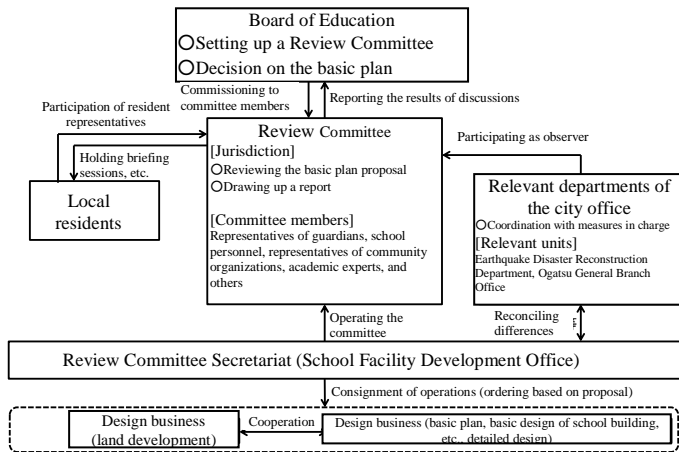 Board of Education
○Setting up a Review Committee
○Decision on the basic plan
Commissioning to
committee members
Reporting the results of discussions
Participation of resident
representatives
Holding briefing
sessions, etc.
Local
residents
Review Committee
[Jurisdiction]
○Reviewing the basic plan proposal
○Drawing up a report
[Committee members]
Representatives of guardians, school
personnel, representatives of community
organizations, academic experts, and
others
Participating as observer
Relevant departments of
the city office
○Coordination with measures in charge
[Relevant units]
Earthquake Disaster Reconstruction
Department, Ogatsu General Branch
Office
Operating the
committee
Reconciling
differences
Review Committee Secretariat (School Facility Development Office)
Consignment of operations (ordering based on proposal)
Design business
(land development)
Cooperation
Design business (basic plan, basic design of school building,
etc., detailed design)